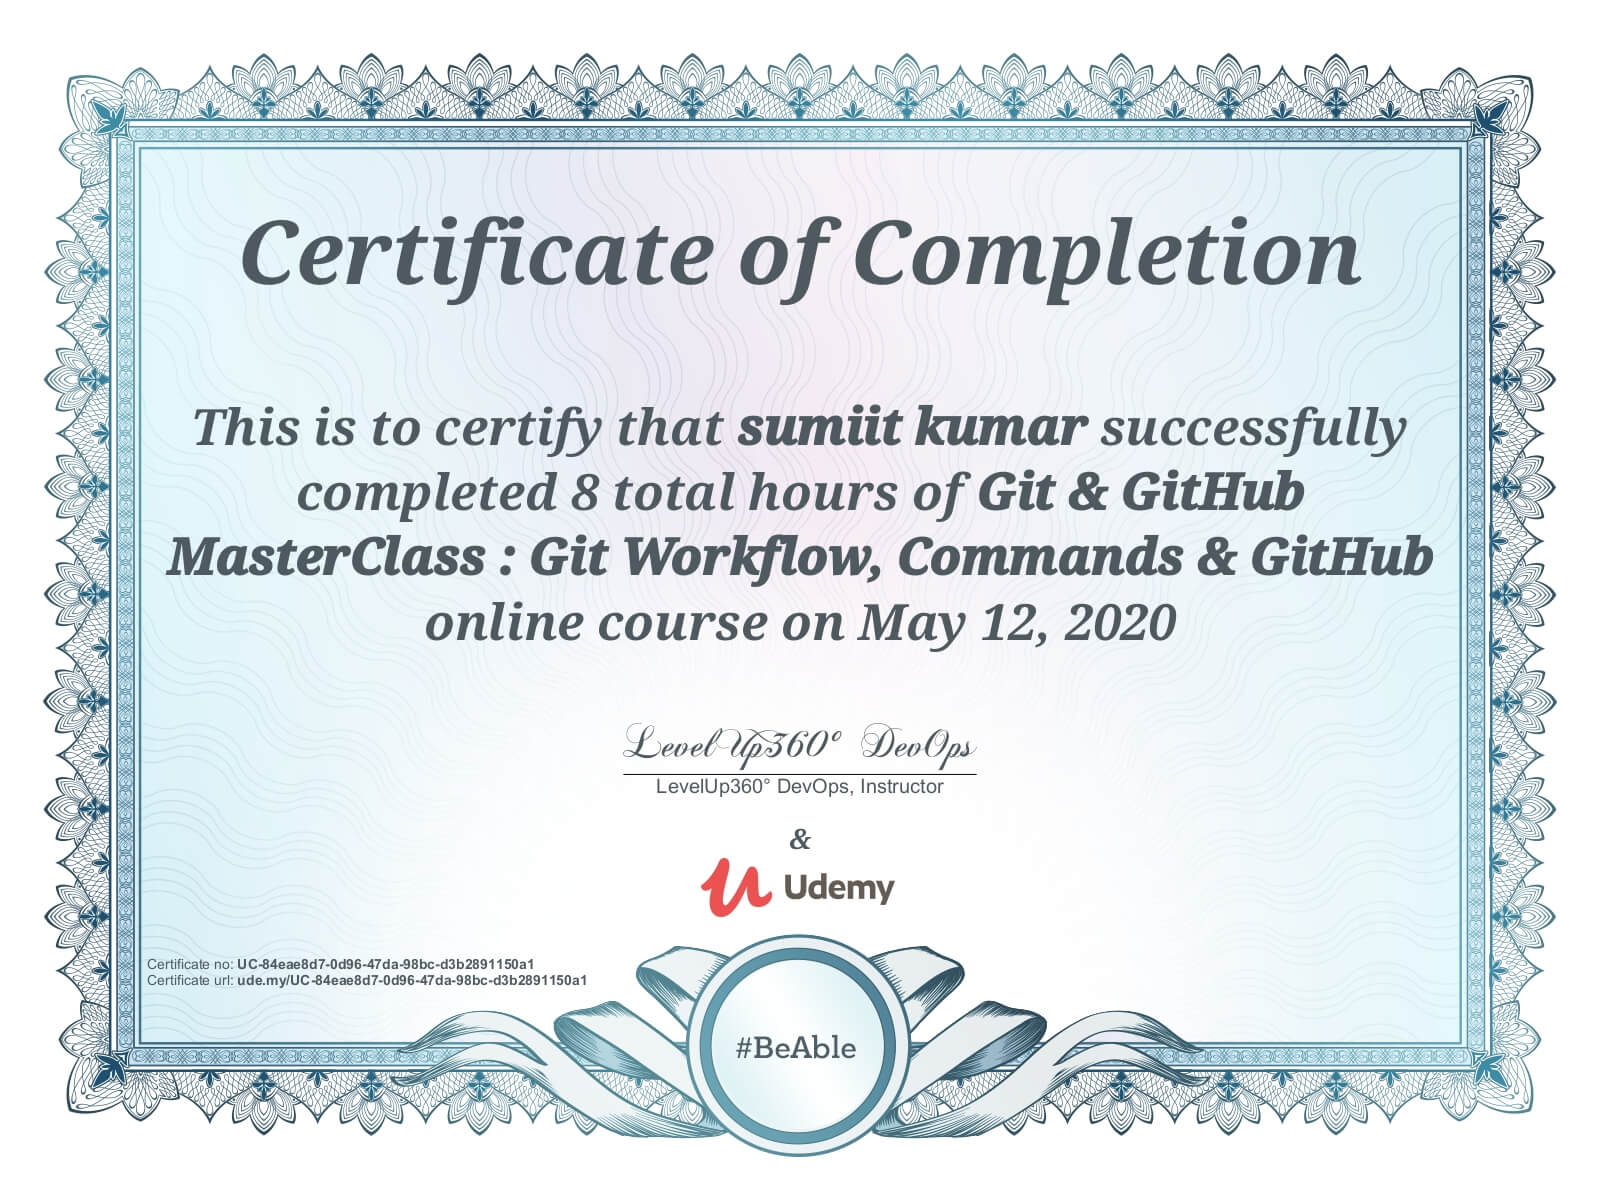 Certificate of Completion
This is to certify that sumiit kumar successfully
completed 8 total hours of Git & GitHub
MasterClass : Git Workflow, Commands & GitHub
online course on May 12, 2020
LevelUp360° DevOps
LevelUp360° DevOps, Instructor
&
Udemy
Certificate no: UC-84eae8d7-0d96-47da-98bc-d3b2891150a1
Certificate url: ude.my/UC-84eae8d7-0d96-47da-98bc-d3b2891150a1
#BeAble